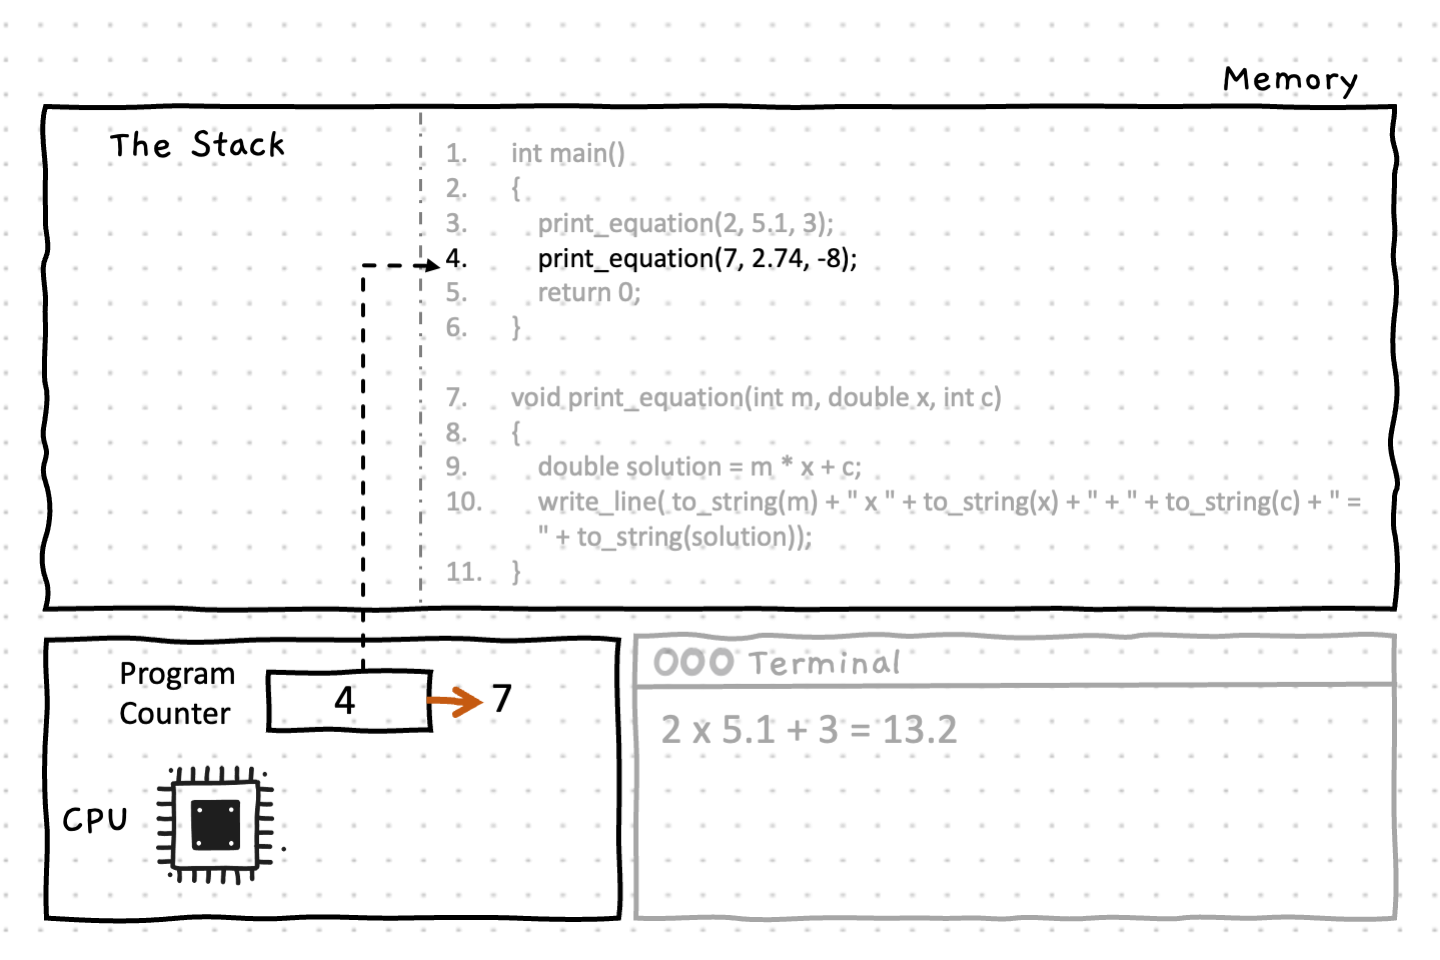 Memory
The Stack
1. int main()
2. {
3. print_equation(2, 5.1, 3);
4. print_equation(7, 2.74, -8);
5. return 0;
6. }
7. void print_equation(int m, double x, int c)
8. {
9. double solution = m * x + c;
10. write_line( to_string(m) + " x " + to_string(x) + " + " + to_string(c) + " =
" + to_string(solution));
11. }
Program
Counter
4
7
CPU
Terminal
2 x 5.1 + 3 = 13.2